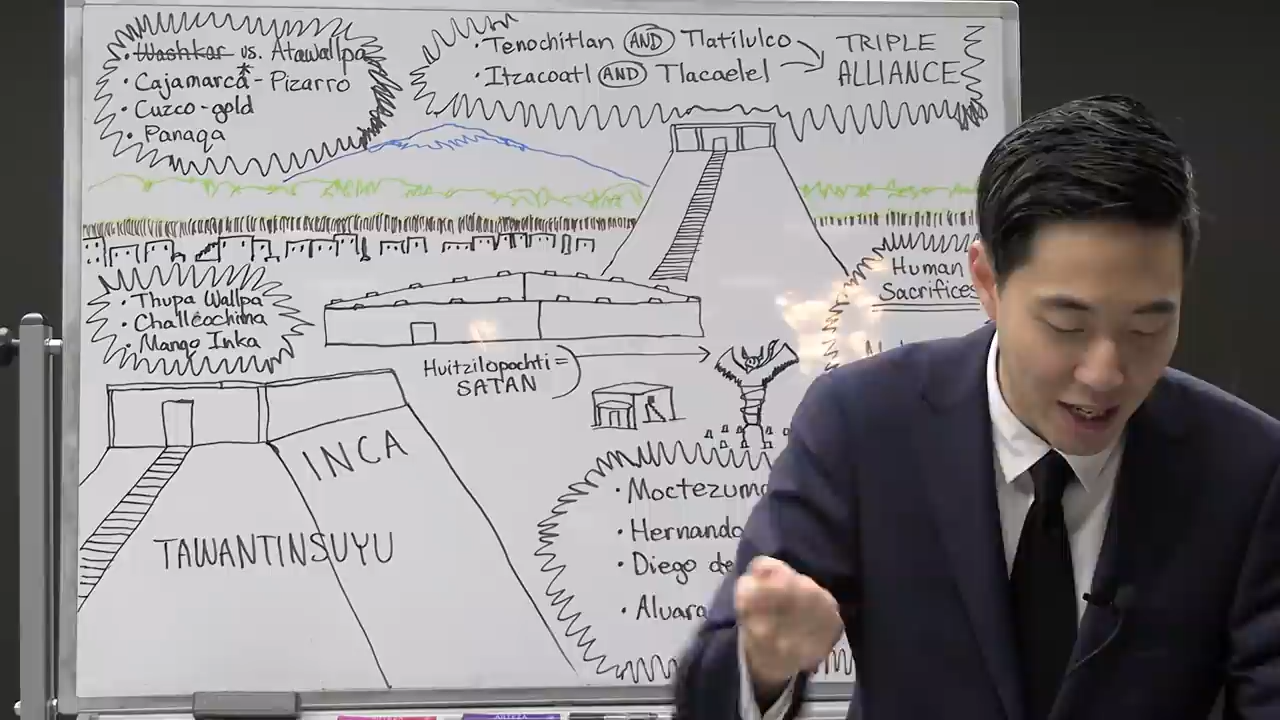 · Washkar vs. Atawallpa
· Cajamarca* - Pizarro
· Cuzco - gold
· Panaqa
· Tenochitlan AND Tlatilulco
· Itzacoatl AND Tlacaelel
TRIPLE
ALLIANCE
Human
Sacrifices
· Thupa Wallpa
· Challcochima
· Mango Inka
Huitzilopochti =
SATAN
INCA
TAWANTINSUYU
· Moctezuma
· Hernando
· Diego de
· Alvara